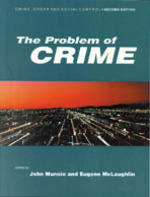 CRIME, ORDER AND SOCIAL CONTROL • SECOND EDITION
The Problem of
CRIME
edited by
John Muncie and Eugene McLaughlin